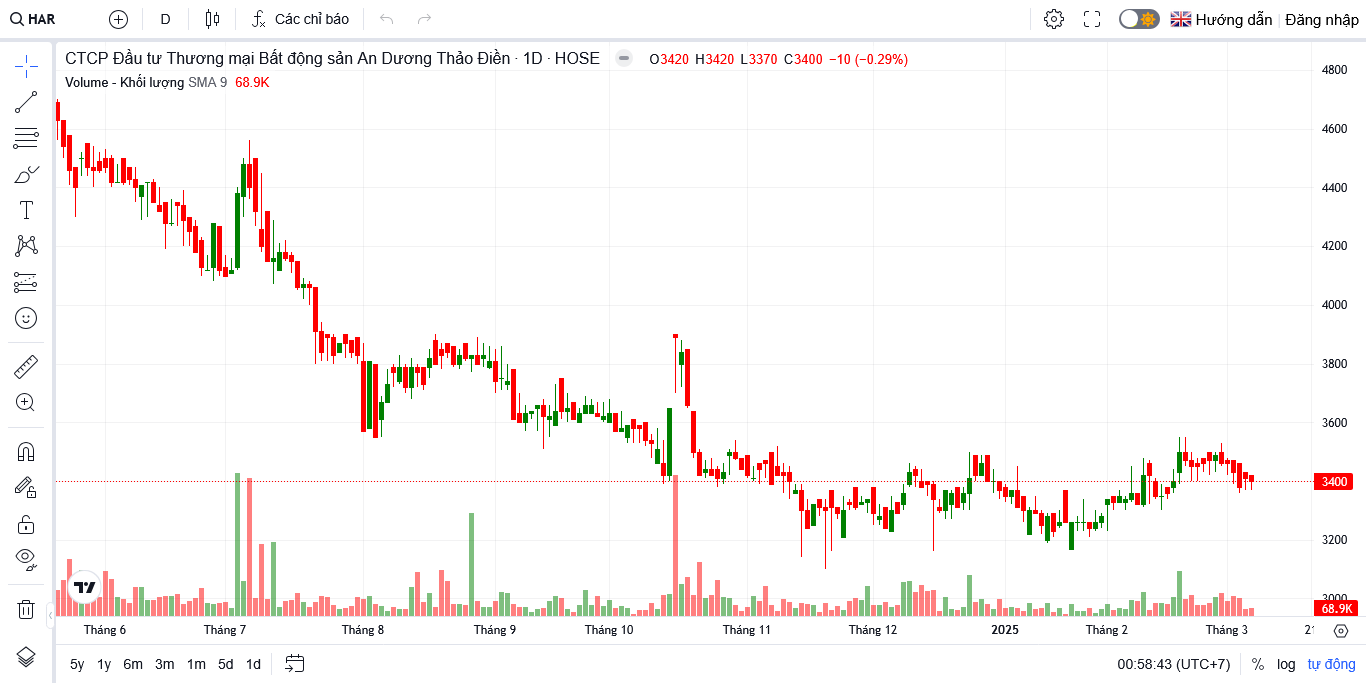 HAR D Các chỉ báo Hướng dẫn Đăng nhập
CTCP Đầu tư Thương mại Bất động sản An Dương Thảo Điền · 1D · HOSE O3420 H3420 L3370 C3400 −10 (−0.29%)
Volume - Khối lượng SMA 9 68.9K
4800
4600
4400
4200
4000
3800
3600
3400
3200
3000
68.9K
Tháng 6 Tháng 7 Tháng 8 Tháng 9 Tháng 10 Tháng 11 Tháng 12 2025 Tháng 2 Tháng 3
5y 1y 6m 3m 1m 5d 1d 00:58:43 (UTC+7) % log tự động